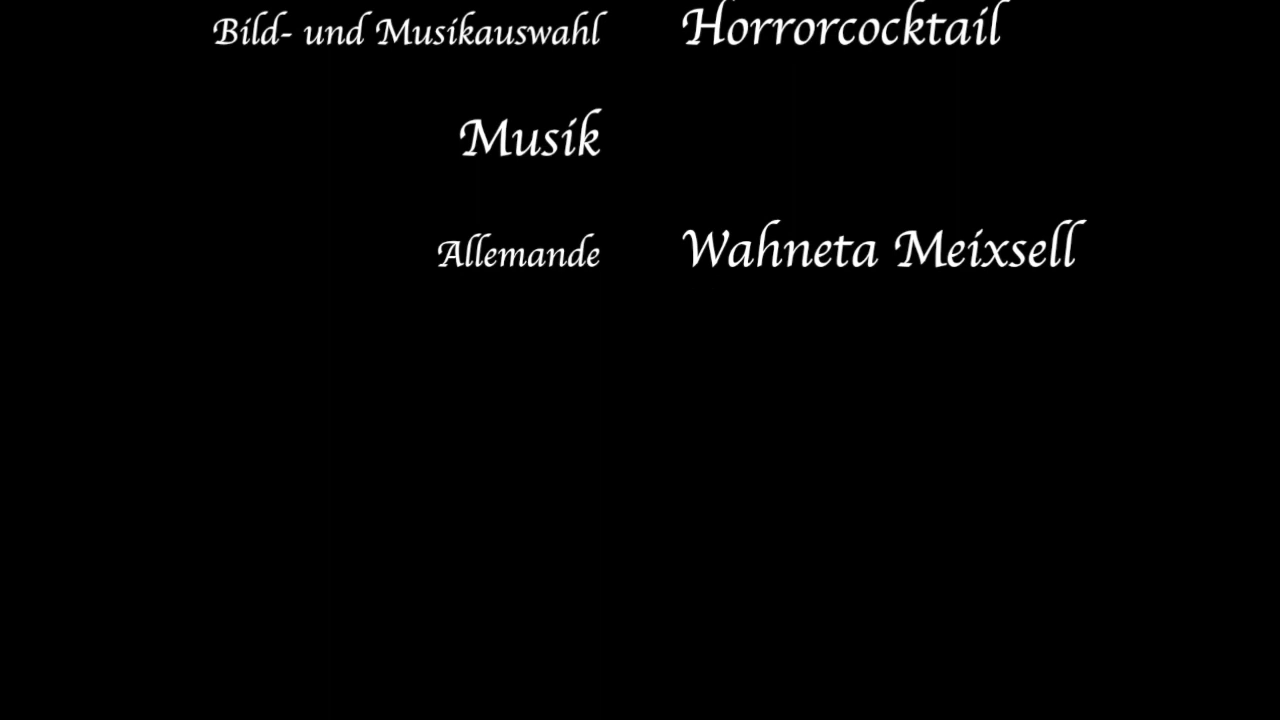 Bild- und Musikauswahl Horrorcocktail
Musik
Allemande Wahneta Meixsell